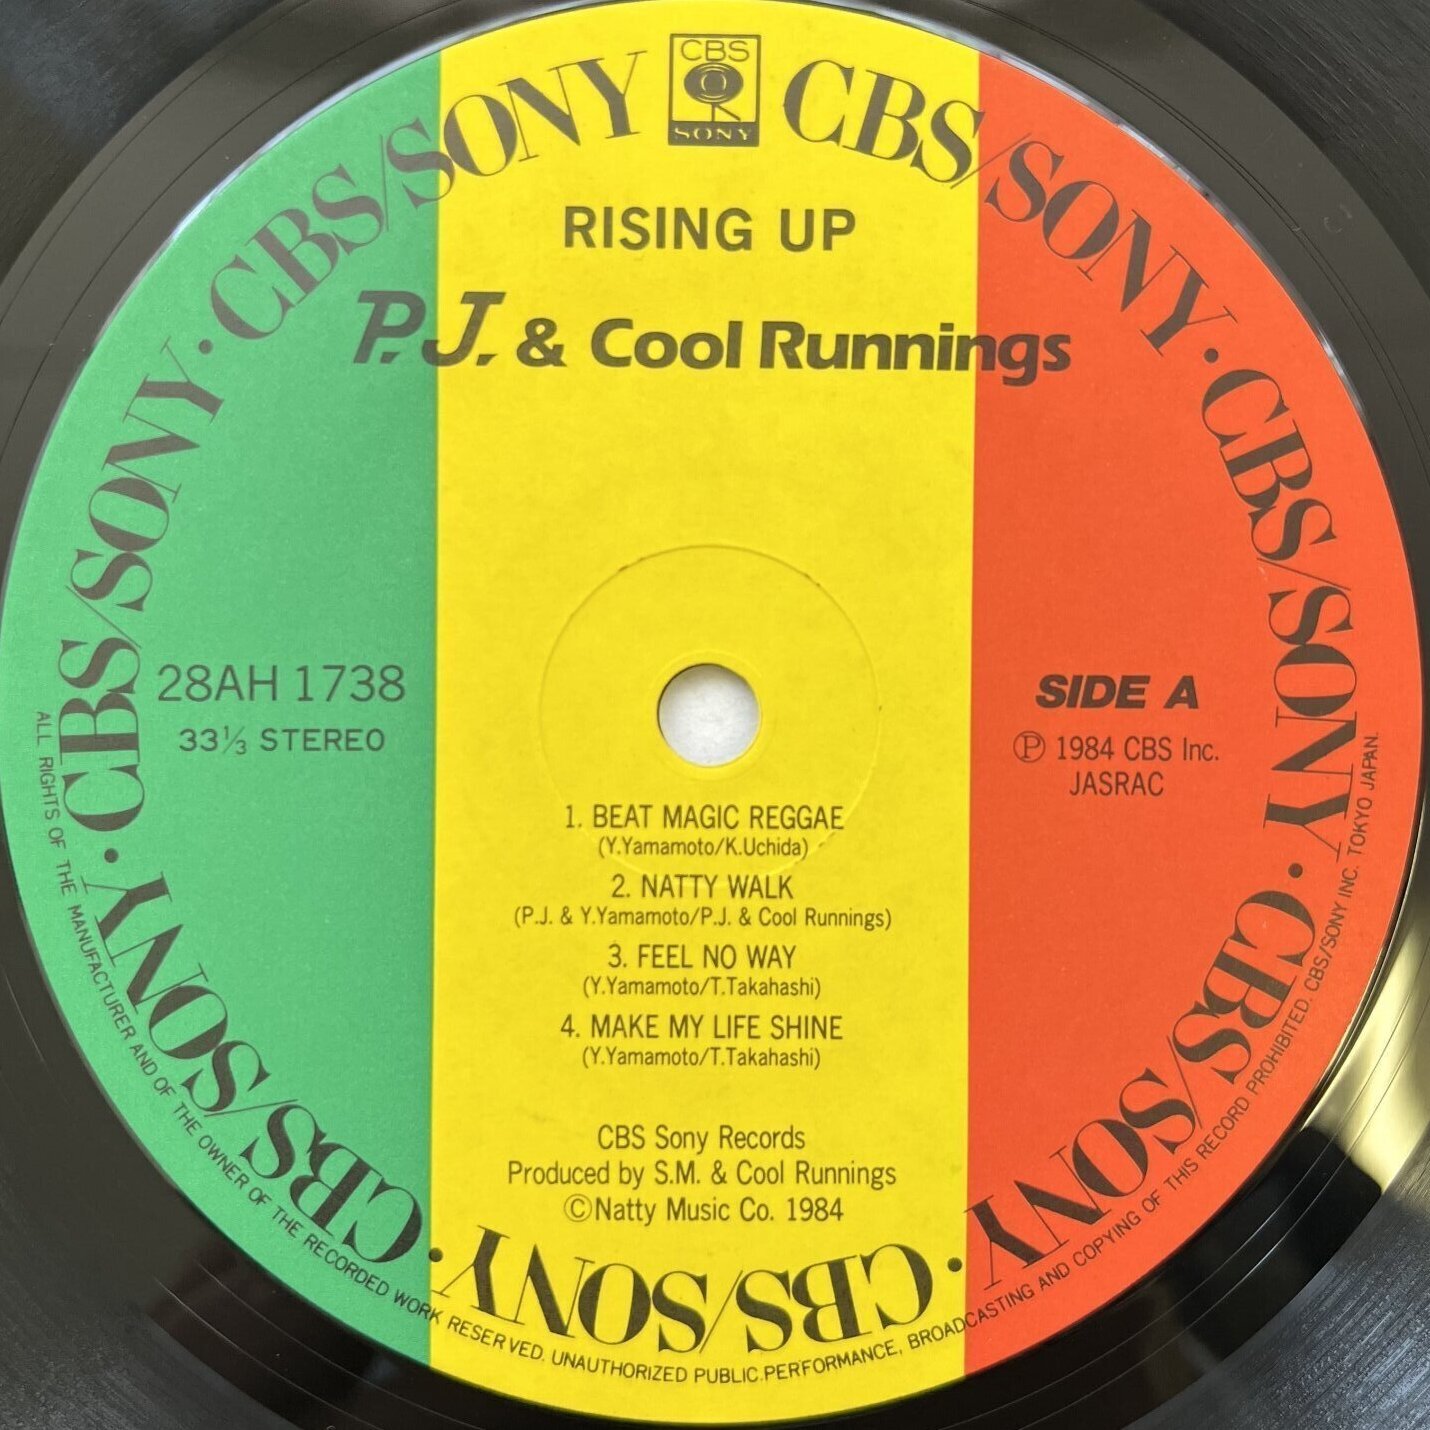 CBS
SONY
CBS/SONY · CBS/SONY · CBS/SONY · CBS/SONY · CBS/SONY · CBS/SONY · CBS/SONY · CBS/SONY
RISING UP
P.J. & Cool Runnings
28AH 1738
33⅓ STEREO
SIDE A
Ⓟ 1984 CBS Inc.
JASRAC
1. BEAT MAGIC REGGAE
(Y.Yamamoto/K.Uchida)
2. NATTY WALK
(P.J. & Y.Yamamoto/P.J. & Cool Runnings)
3. FEEL NO WAY
(Y.Yamamoto/T.Takahashi)
4. MAKE MY LIFE SHINE
(Y.Yamamoto/T.Takahashi)
CBS Sony Records
Produced by S.M. & Cool Runnings
©Natty Music Co. 1984
ALL RIGHTS OF THE MANUFACTURER AND OF THE OWNER OF THE RECORDED WORK RESERVED. UNAUTHORIZED PUBLIC PERFORMANCE, BROADCASTING AND COPYING OF THIS RECORD PROHIBITED. CBS/SONY INC. TOKYO JAPAN.